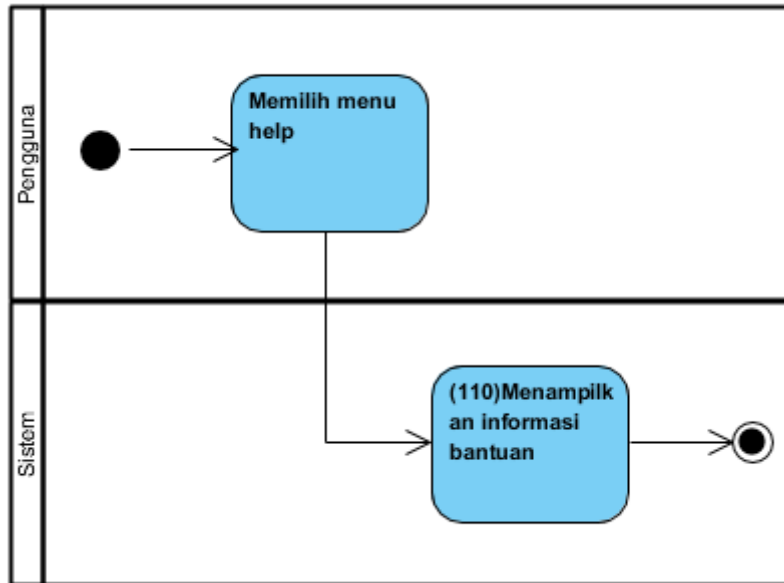 Pengguna
Memilih menu
help
Sistem
(110)Menampilk
an informasi
bantuan